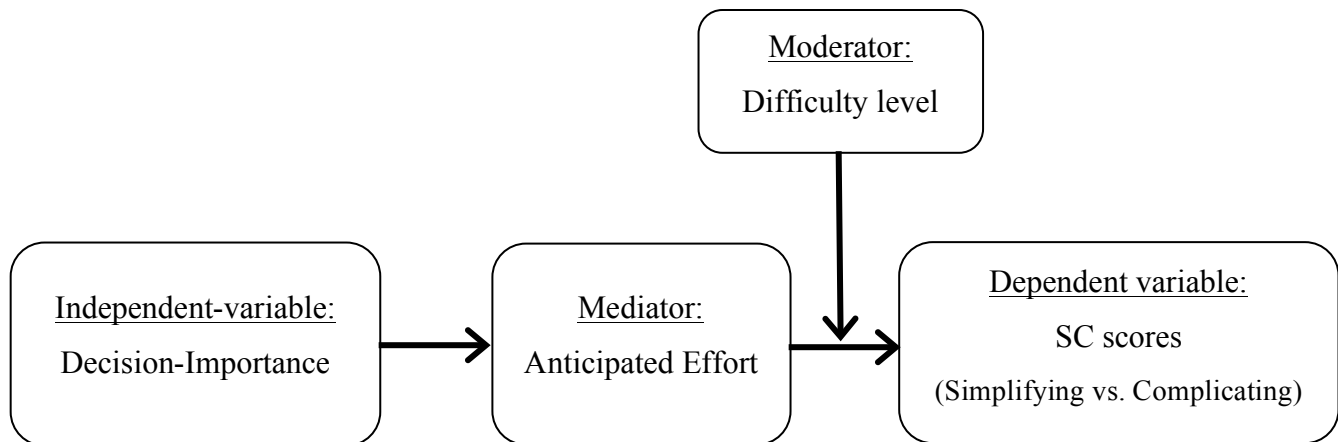 Moderator:
Difficulty level
Independent-variable:
Decision-Importance
Mediator:
Anticipated Effort
Dependent variable:
SC scores
(Simplifying vs. Complicating)